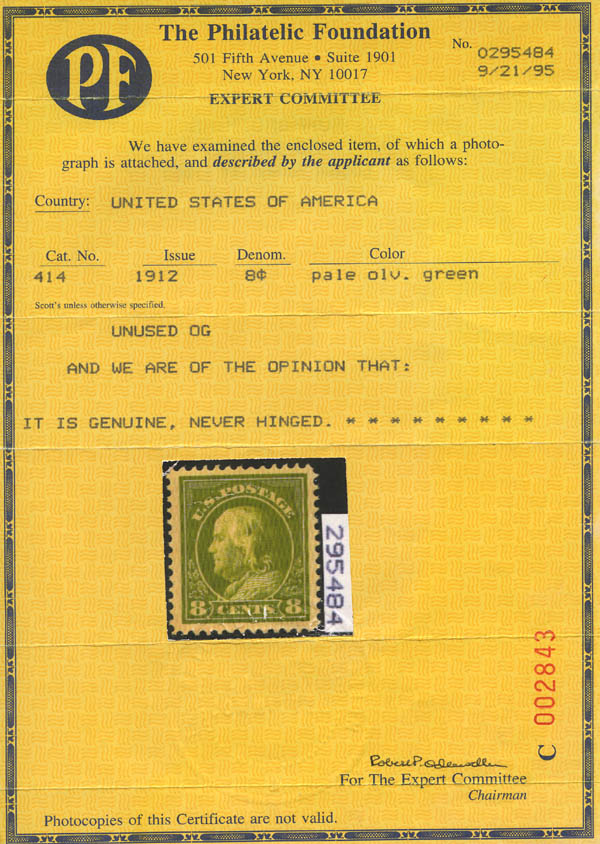 PF
The Philatelic Foundation
501 Fifth Avenue • Suite 1901
New York, NY 10017
EXPERT COMMITTEE
No. 0295484
9/21/95
We have examined the enclosed item, of which a photo-
graph is attached, and described by the applicant as follows:
Country: UNITED STATES OF AMERICA
Cat. No. Issue Denom. Color
414 1912 8¢ pale olv. green
Scott's unless otherwise specified.
UNUSED OG
AND WE ARE OF THE OPINION THAT:
IT IS GENUINE, NEVER HINGED. * * * * * * * * *
U.S. POSTAGE
8 CENTS 8
295484
C 002843
For The Expert Committee
Chairman
Photocopies of this Certificate are not valid.